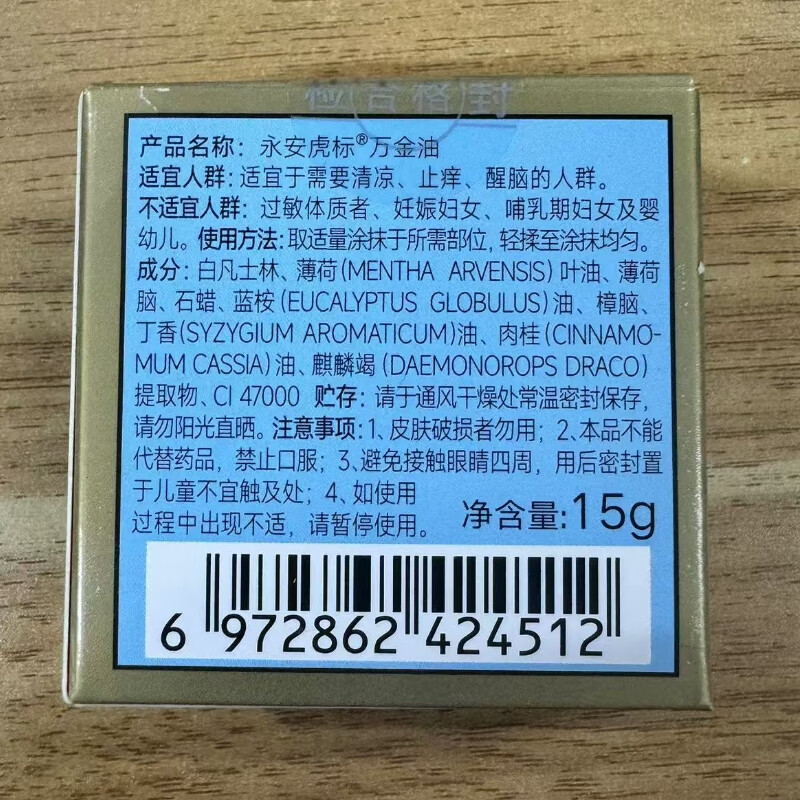 检合格封
产品名称：永安虎标®万金油
适宜人群：适宜于需要清凉、止痒、醒脑的人群。
不适宜人群：过敏体质者、妊娠妇女、哺乳期妇女及婴
幼儿。使用方法：取适量涂抹于所需部位，轻揉至涂抹均匀。
成分：白凡士林、薄荷(MENTHA ARVENSIS)叶油、薄荷
脑、石蜡、蓝桉(EUCALYPTUS GLOBULUS)油、樟脑、
丁香(SYZYGIUM AROMATICUM)油、肉桂(CINNAMO-
MUM CASSIA)油、麒麟竭(DAEMONOROPS DRACO)
提取物、CI 47000 贮存：请于通风干燥处常温密封保存，
请勿阳光直晒。注意事项：1、皮肤破损者勿用；2、本品不能
代替药品，禁止口服；3、避免接触眼睛四周，用后密封置
于儿童不宜触及处；4、如使用
过程中出现不适，请暂停使用。
净含量：15g
6 972862 424512